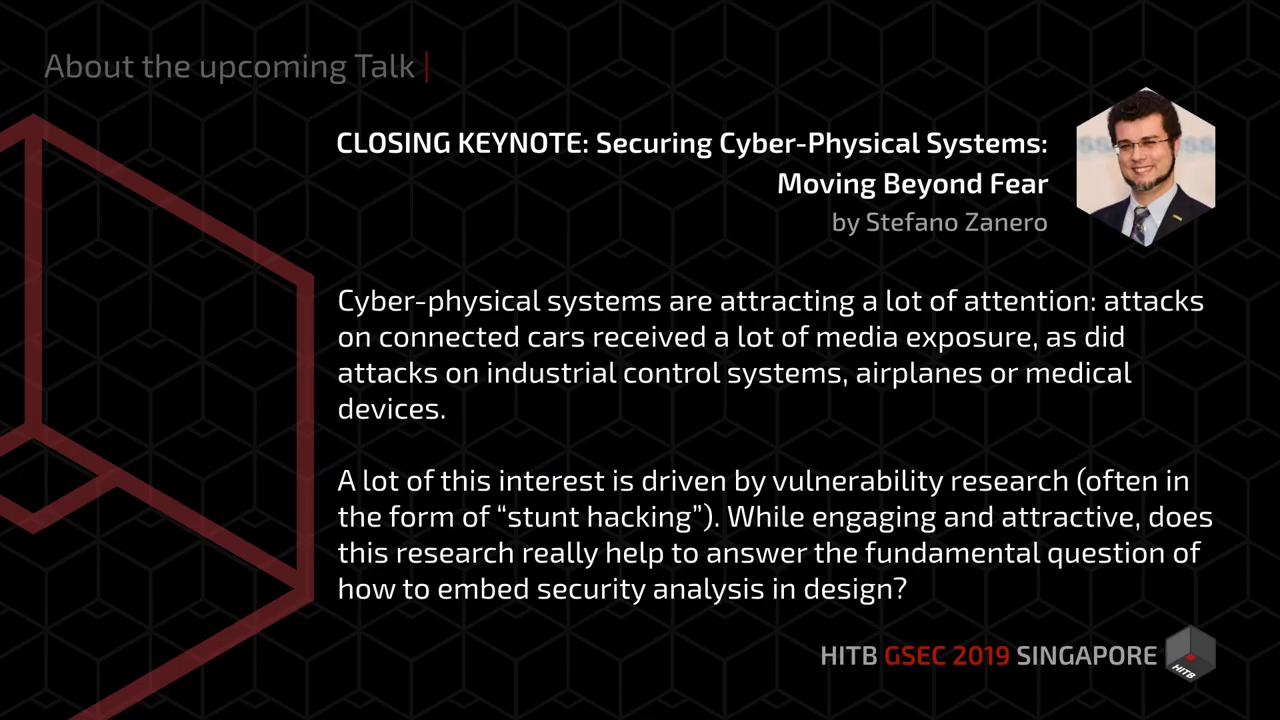 About the upcoming Talk |
CLOSING KEYNOTE: Securing Cyber-Physical Systems:
Moving Beyond Fear
by Stefano Zanero
Cyber-physical systems are attracting a lot of attention: attacks
on connected cars received a lot of media exposure, as did
attacks on industrial control systems, airplanes or medical
devices.
A lot of this interest is driven by vulnerability research (often in
the form of “stunt hacking”). While engaging and attractive, does
this research really help to answer the fundamental question of
how to embed security analysis in design?
HITB GSEC 2019 SINGAPORE
HITB